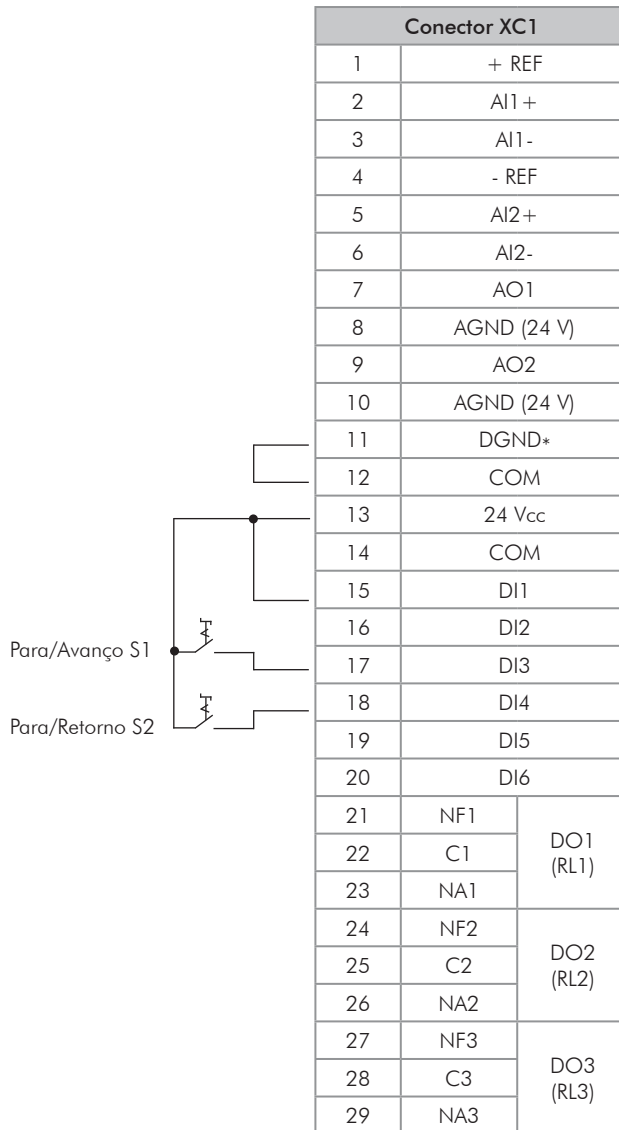 Conector XC1
1 + REF
2 AI1+
3 AI1-
4 - REF
5 AI2+
6 AI2-
7 AO1
8 AGND (24 V)
9 AO2
10 AGND (24 V)
11 DGND*
12 COM
13 24 Vcc
14 COM
15 DI1
16 DI2
Para/Avanço S1
17 DI3
18 DI4
Para/Retorno S2
19 DI5
20 DI6
21 NF1
22 C1
23 NA1
DO1
(RL1)
24 NF2
25 C2
26 NA2
DO2
(RL2)
27 NF3
28 C3
29 NA3
DO3
(RL3)